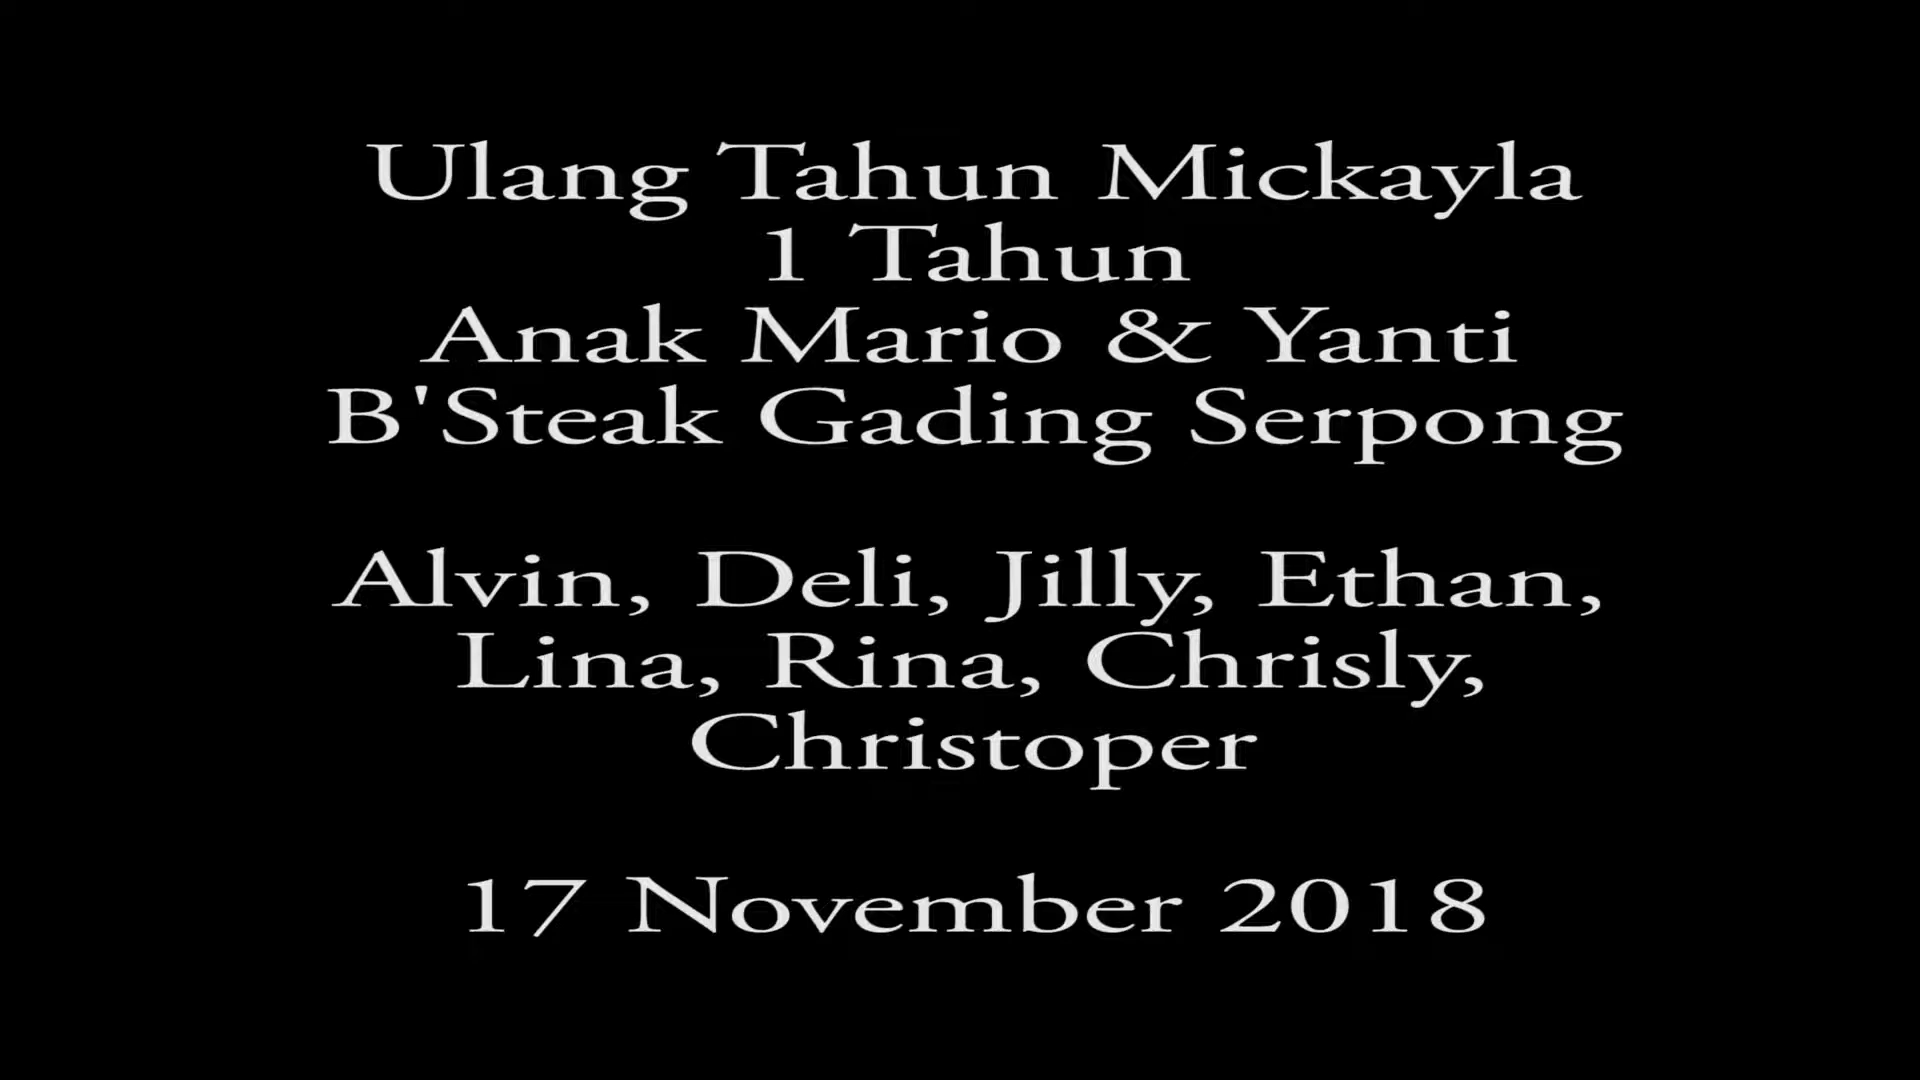 Ulang Tahun Mickayla
1 Tahun
Anak Mario & Yanti
B'Steak Gading Serpong
Alvin, Deli, Jilly, Ethan,
Lina, Rina, Chrisly,
Christoper
17 November 2018